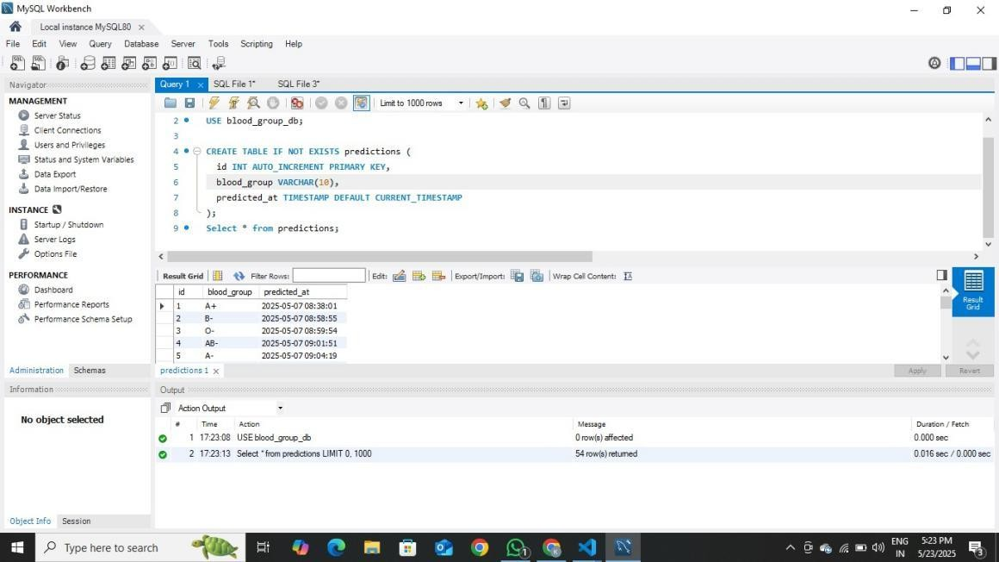 MySQL Workbench
Local instance MySQL80 ×
File Edit View Query Database Server Tools Scripting Help
Navigator
MANAGEMENT
Server Status
Client Connections
Users and Privileges
Status and System Variables
Data Export
Data Import/Restore
INSTANCE
Startup / Shutdown
Server Logs
Options File
PERFORMANCE
Dashboard
Performance Reports
Performance Schema Setup
Administration Schemas
Information
No object selected
Object Info Session
Query 1 × SQL File 1* SQL File 3*
Limit to 1000 rows
2 USE blood_group_db;
3
4 CREATE TABLE IF NOT EXISTS predictions (
5 id INT AUTO_INCREMENT PRIMARY KEY,
6 blood_group VARCHAR(10),
7 predicted_at TIMESTAMP DEFAULT CURRENT_TIMESTAMP
8 );
9 Select * from predictions;
Result Grid Filter Rows: Edit: Export/Import: Wrap Cell Content:
id blood_group predicted_at
1 A+ 2025-05-07 08:38:01
2 B- 2025-05-07 08:58:55
3 O- 2025-05-07 08:59:54
4 AB- 2025-05-07 09:01:51
5 A- 2025-05-07 09:04:19
Result
Grid
predictions 1 × Apply Revert
Output
Action Output
# Time Action Message Duration / Fetch
1 17:23:08 USE blood_group_db 0 row(s) affected 0.000 sec
2 17:23:13 Select * from predictions LIMIT 0, 1000 54 row(s) returned 0.016 sec / 0.000 sec
Type here to search
ENG
IN
5:23 PM
5/23/2025
3